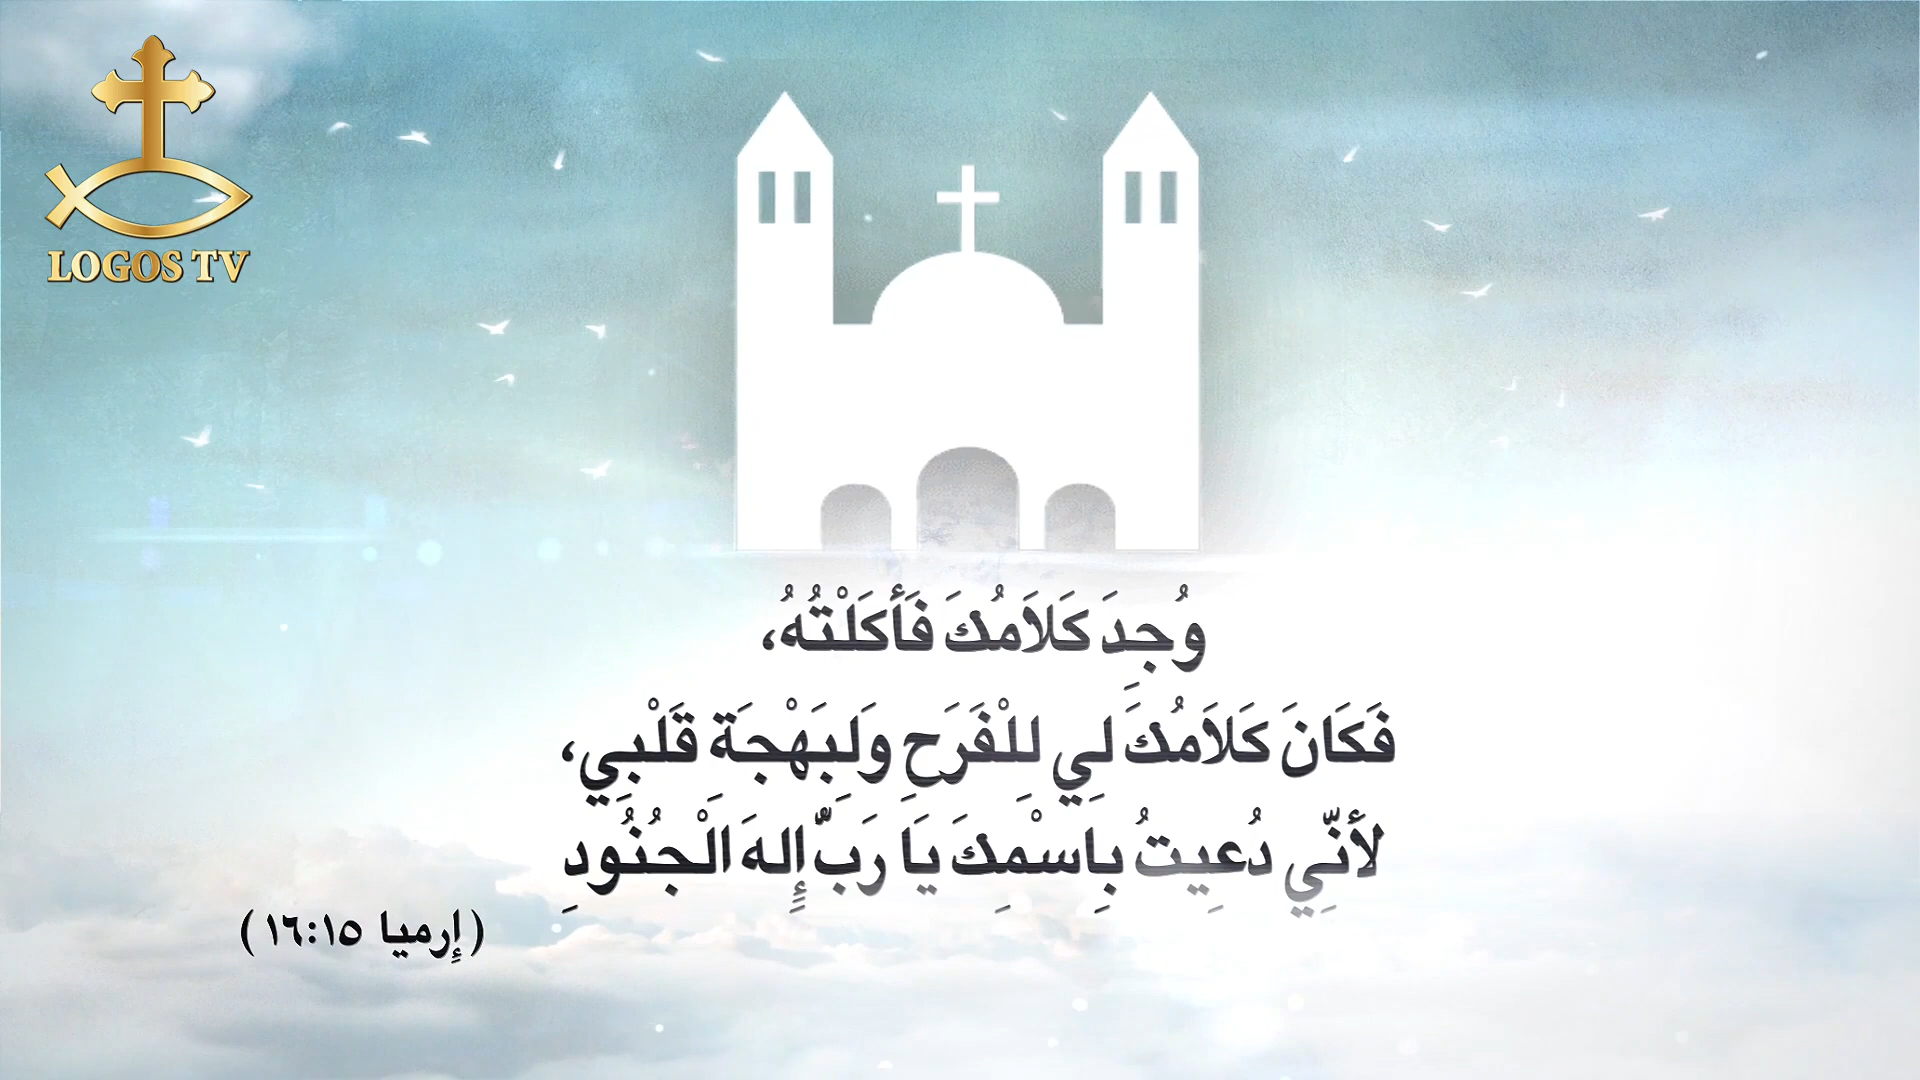 LOGOS TV
وُجِدَ كَلاَمُكَ فَأَكَلْتُهُ،
فَكَانَ كَلاَمُكَ لِي لِلْفَرَحِ وَلِبَهْجَةِ قَلْبِي،
لأَنِّي دُعِيتُ بِاسْمِكَ يَا رَبُّ إِلهَ الْجُنُودِ
(إرميا ١٦:١٥)